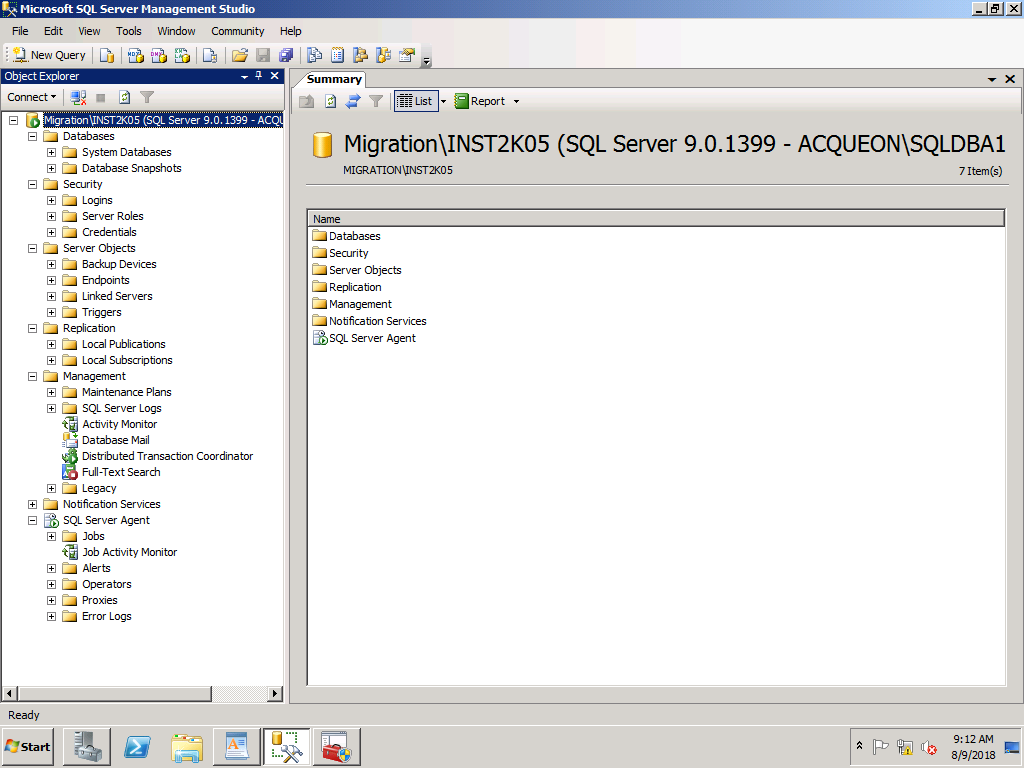 Microsoft SQL Server Management Studio
File Edit View Tools Window Community Help
New Query
Object Explorer
Connect
Migration\INST2K05 (SQL Server 9.0.1399 - ACQU
Databases
System Databases
Database Snapshots
Security
Logins
Server Roles
Credentials
Server Objects
Backup Devices
Endpoints
Linked Servers
Triggers
Replication
Local Publications
Local Subscriptions
Management
Maintenance Plans
SQL Server Logs
Activity Monitor
Database Mail
Distributed Transaction Coordinator
Full-Text Search
Legacy
Notification Services
SQL Server Agent
Jobs
Job Activity Monitor
Alerts
Operators
Proxies
Error Logs
Summary
List Report
Migration\INST2K05 (SQL Server 9.0.1399 - ACQUEON\SQLDBA1
MIGRATION\INST2K05
7 Item(s)
Name
Databases
Security
Server Objects
Replication
Management
Notification Services
SQL Server Agent
Ready
Start
9:12 AM
8/9/2018